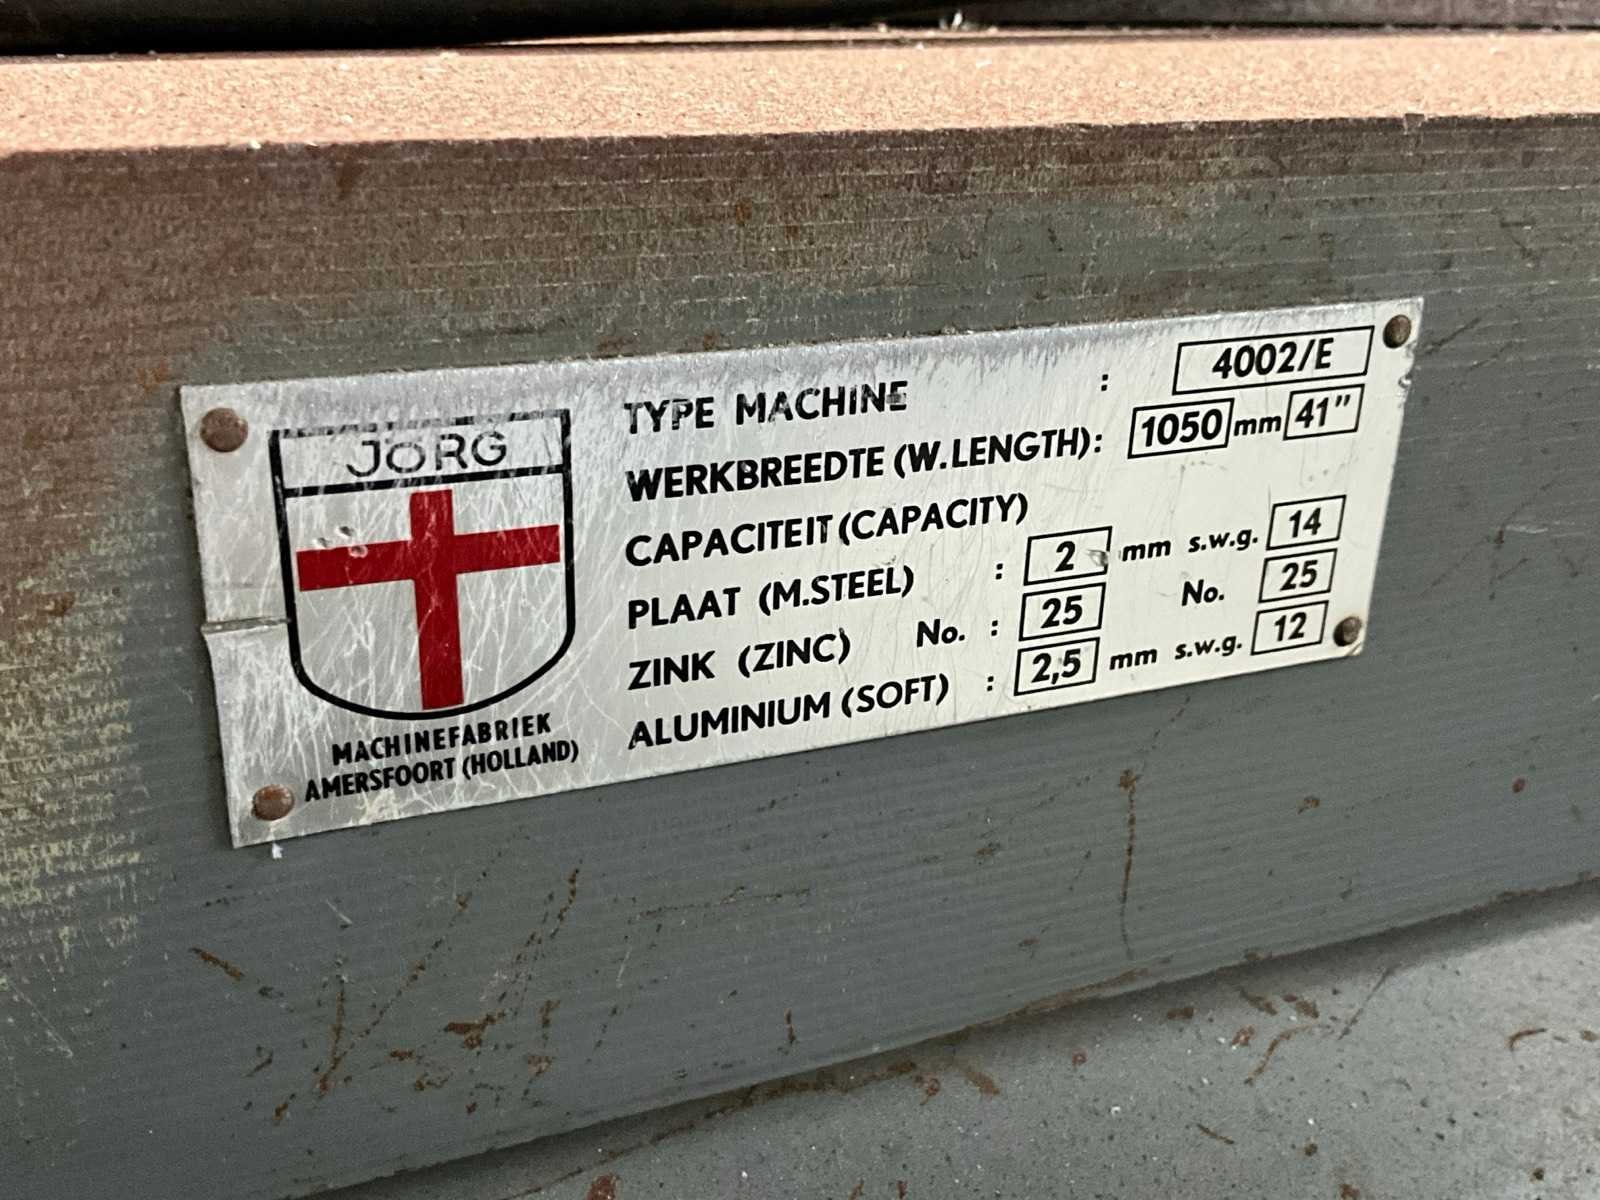 JÖRG
MACHINEFABRIEK
AMERSFOORT (HOLLAND)
TYPE MACHINE : 4002/E
WERKBREEDTE (W.LENGTH): 1050 mm 41"
CAPACITEIT (CAPACITY)
PLAAT (M.STEEL) : 2 mm s.w.g. 14
ZINK (ZINC) No. : 25 No. 25
ALUMINIUM (SOFT) : 2,5 mm s.w.g. 12